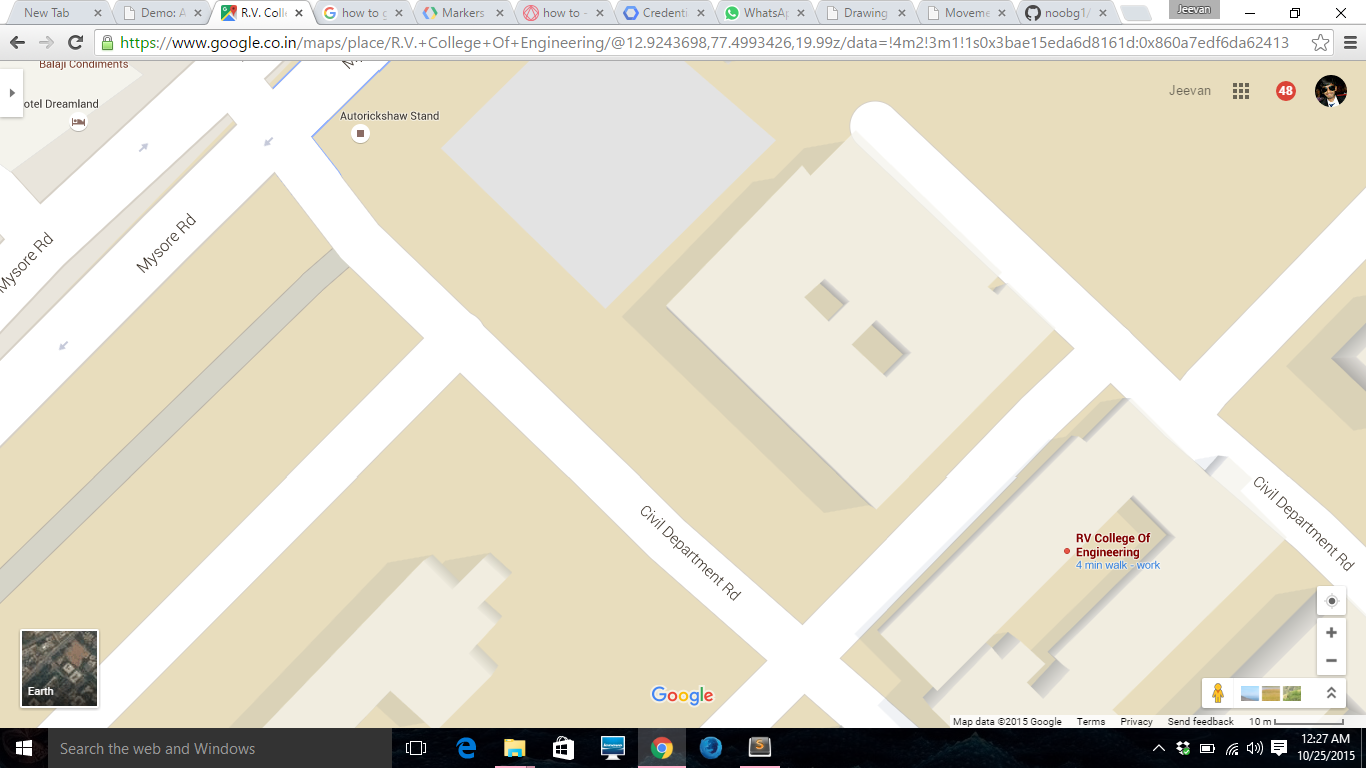 New Tab
Demo: A
R.V. Coll
how to g
Markers
how to -
Credenti
WhatsAp
Drawing
Moveme
noobg1/
Jeevan
https://www.google.co.in/maps/place/R.V.+College+Of+Engineering/@12.9243698,77.4993426,19.99z/data=!4m2!3m1!1s0x3bae15eda6d8161d:0x860a7edf6da62413
Balaji Condiments
otel Dreamland
Autorickshaw Stand
Jeevan
48
Mysore Rd
Mysore Rd
Civil Department Rd
Civil Department Rd
RV College Of
Engineering
4 min walk - work
Earth
Google
Map data ©2015 Google Terms Privacy Send feedback 10 m
Search the web and Windows
12:27 AM
10/25/2015